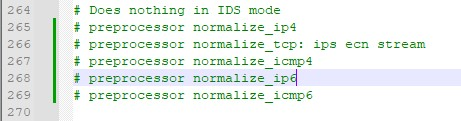 264 # Does nothing in IDS mode
265 # preprocessor normalize_ip4
266 # preprocessor normalize_tcp: ips ecn stream
267 # preprocessor normalize_icmp4
268 # preprocessor normalize_ip6
269 # preprocessor normalize_icmp6
270